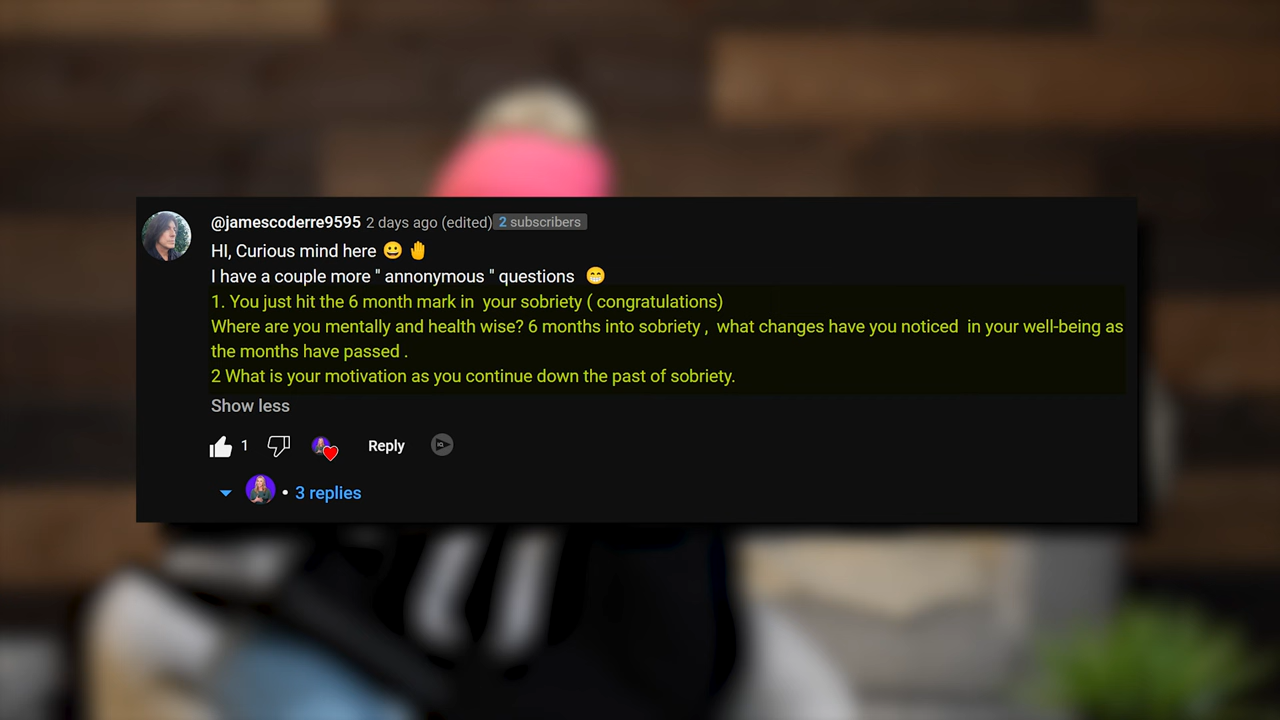 @jamescoderre9595 2 days ago (edited) 2 subscribers
HI, Curious mind here 😀 🤚
I have a couple more " annonymous " questions 😁
1. You just hit the 6 month mark in your sobriety ( congratulations)
Where are you mentally and health wise? 6 months into sobriety , what changes have you noticed in your well-being as
the months have passed .
2 What is your motivation as you continue down the past of sobriety.
Show less
1 Reply
3 replies